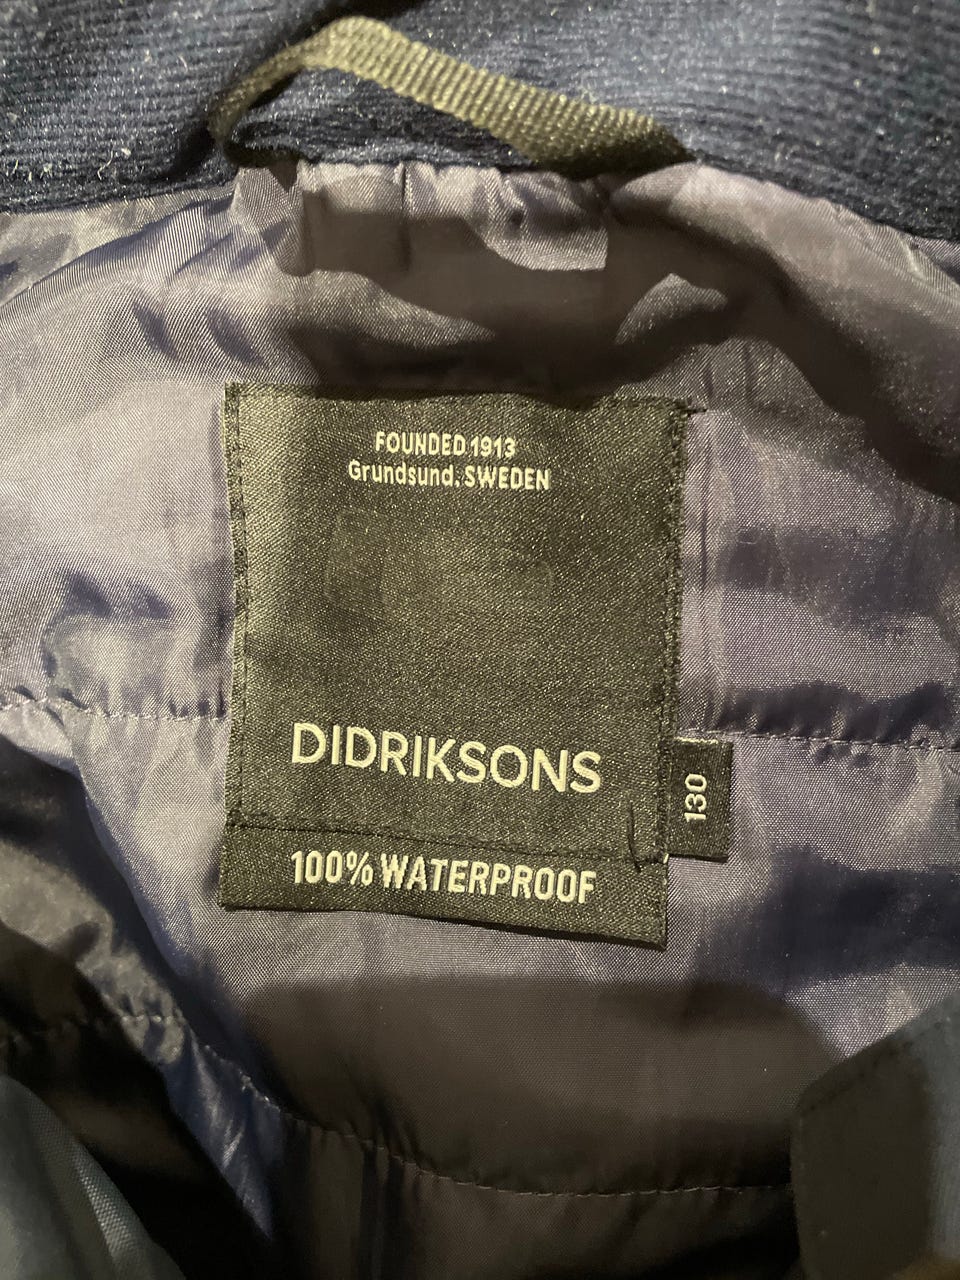 FOUNDED 1913
Grundsund. SWEDEN
DIDRIKSONS
130
100% WATERPROOF